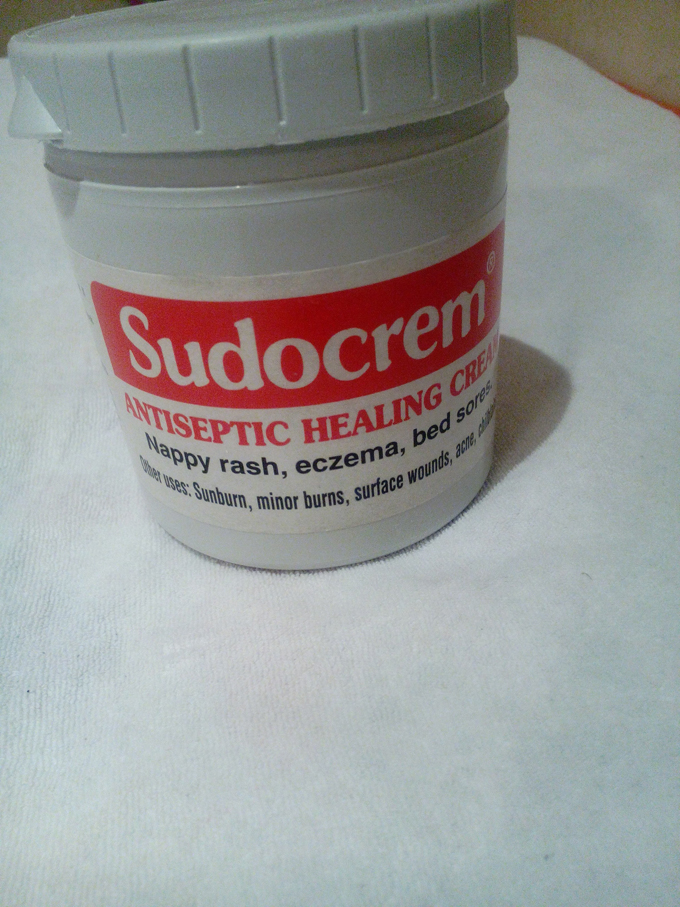 Sudocrem®
ANTISEPTIC HEALING
Nappy rash, eczema, bed sores,
Other uses: Sunburn, minor burns, surface wounds, acne,